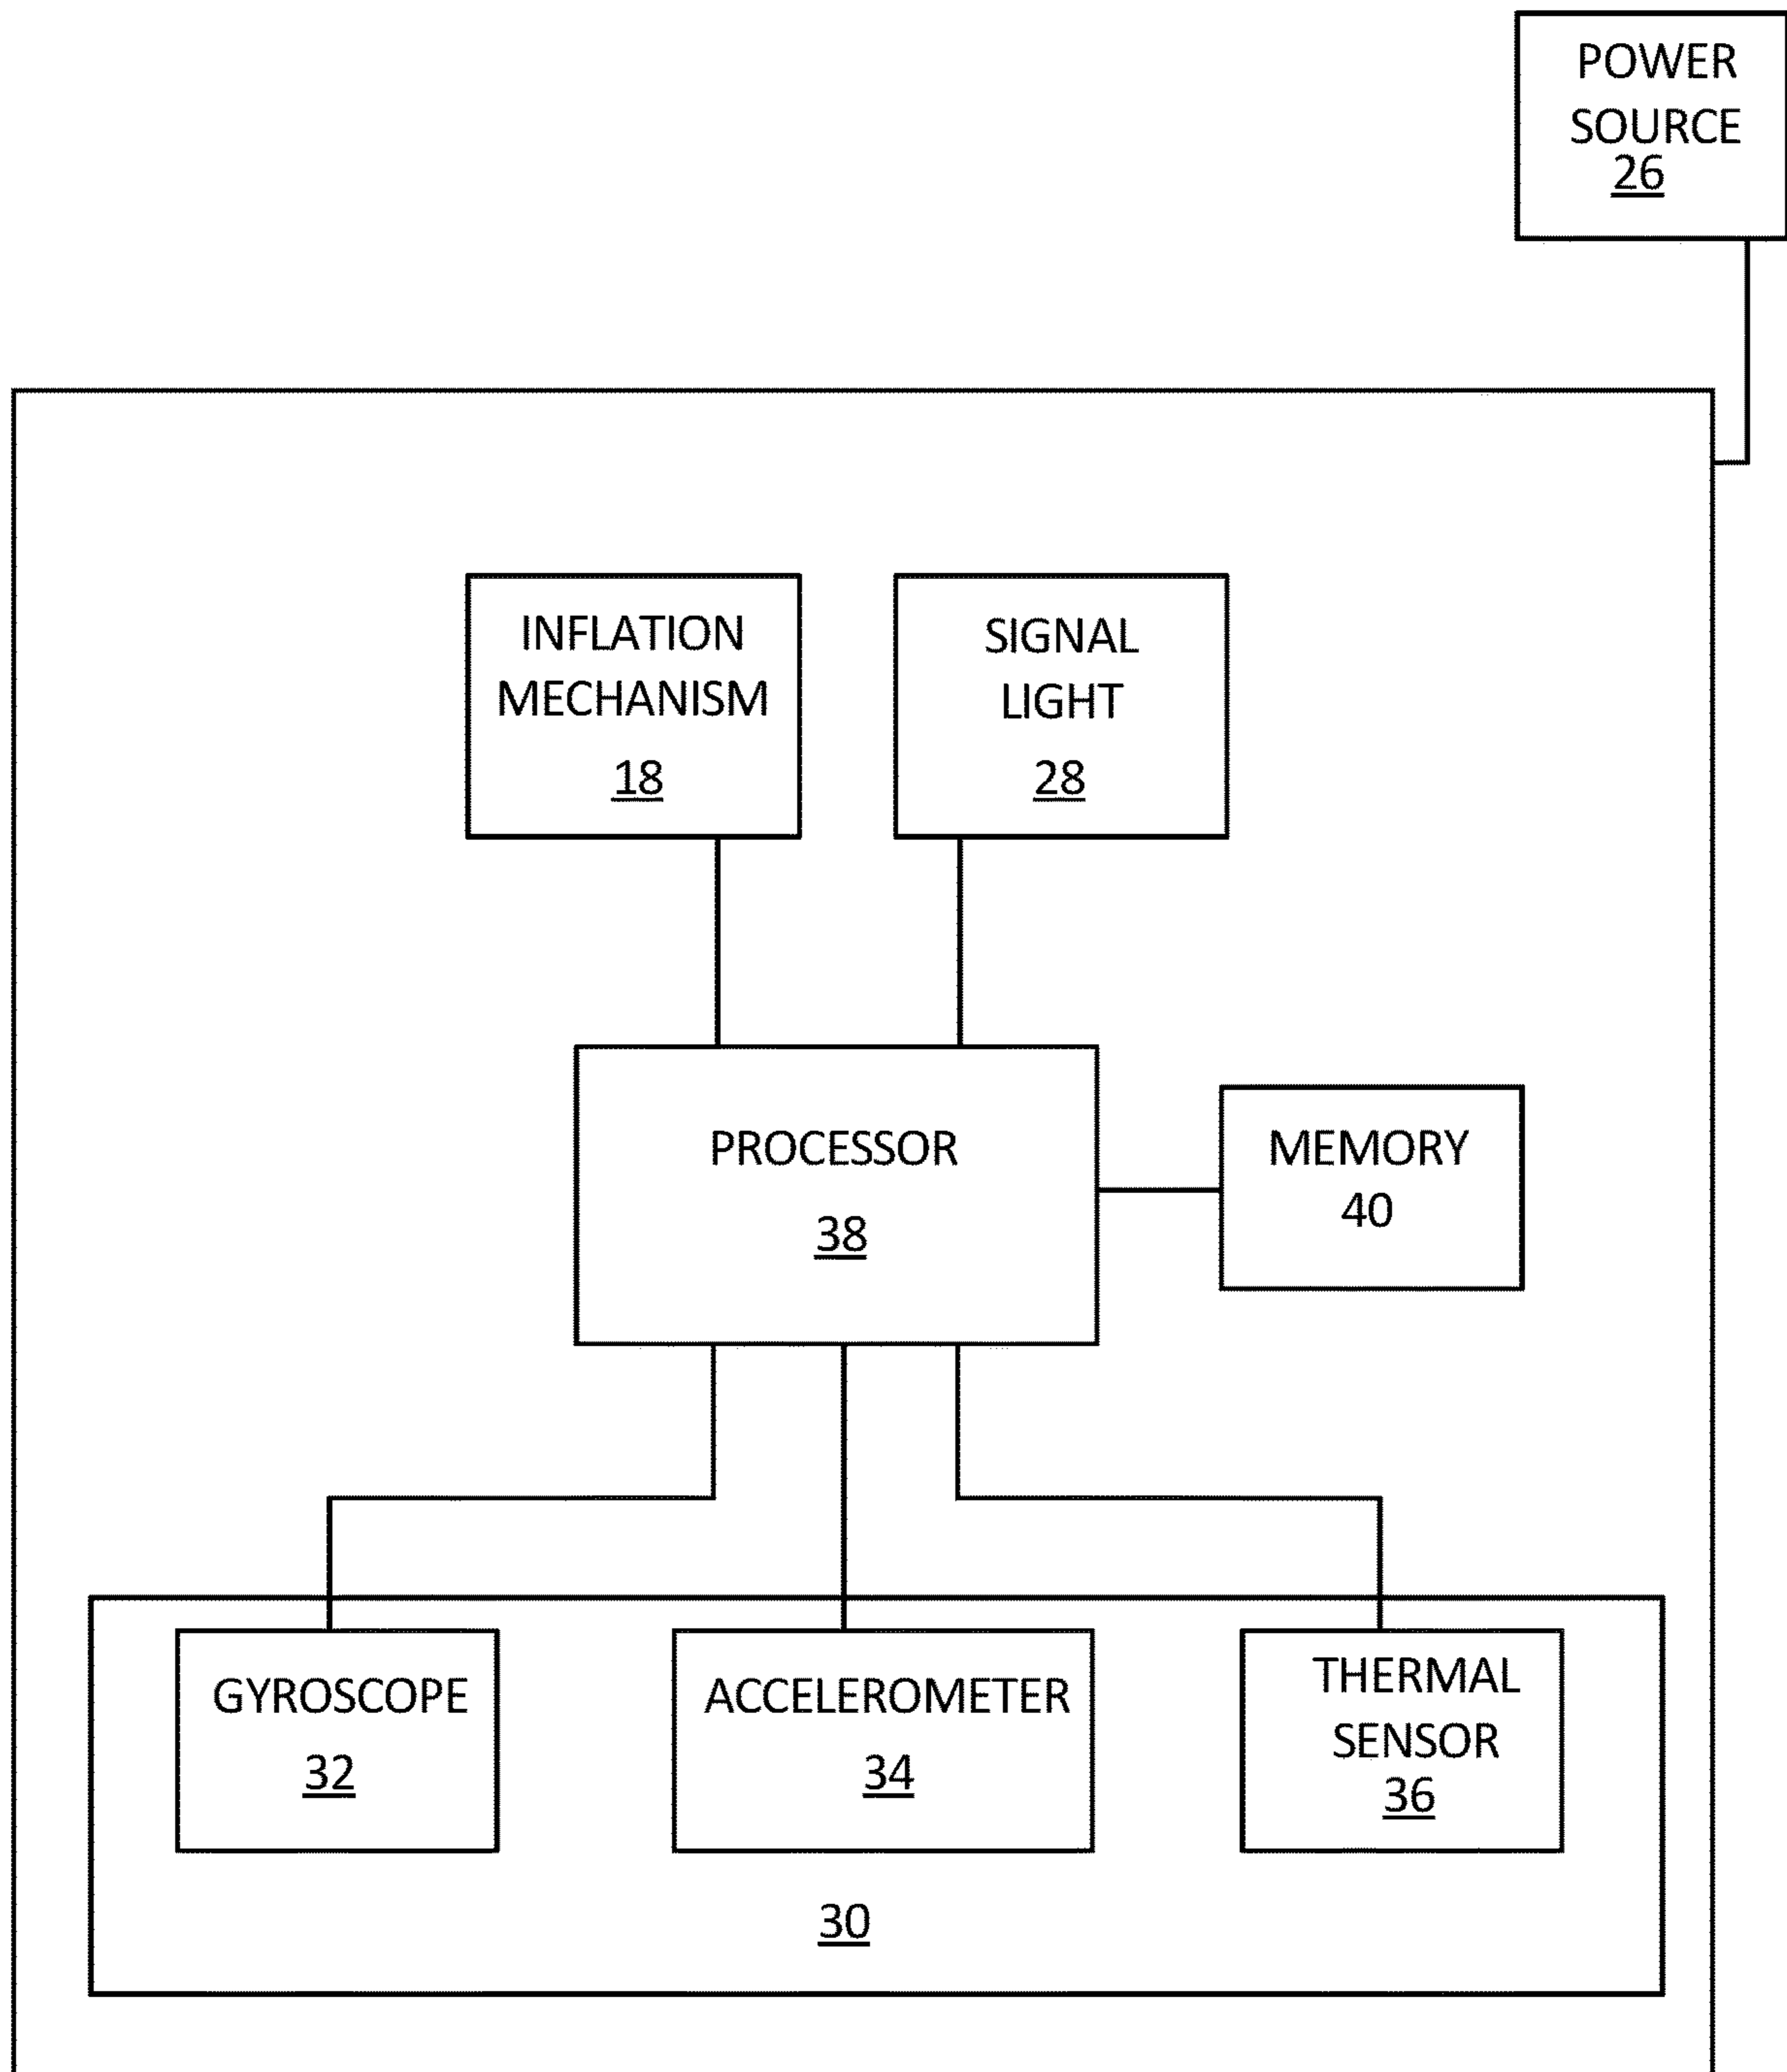 POWER
SOURCE
26
INFLATION
MECHANISM
18
SIGNAL
LIGHT
28
PROCESSOR
38
MEMORY
40
GYROSCOPE
32
ACCELEROMETER
34
THERMAL
SENSOR
36
30